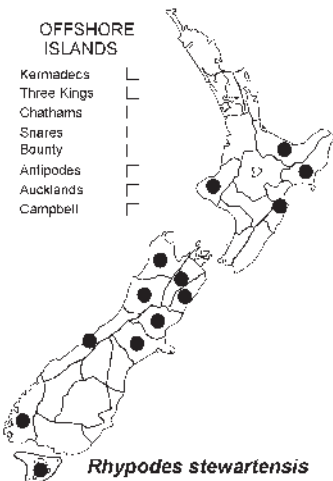 OFFSHORE
ISLANDS
Kermadecs
Three Kings
Chathams
Snares
Bounty
Antipodes
Aucklands
Campbell
Rhypodes stewartensis